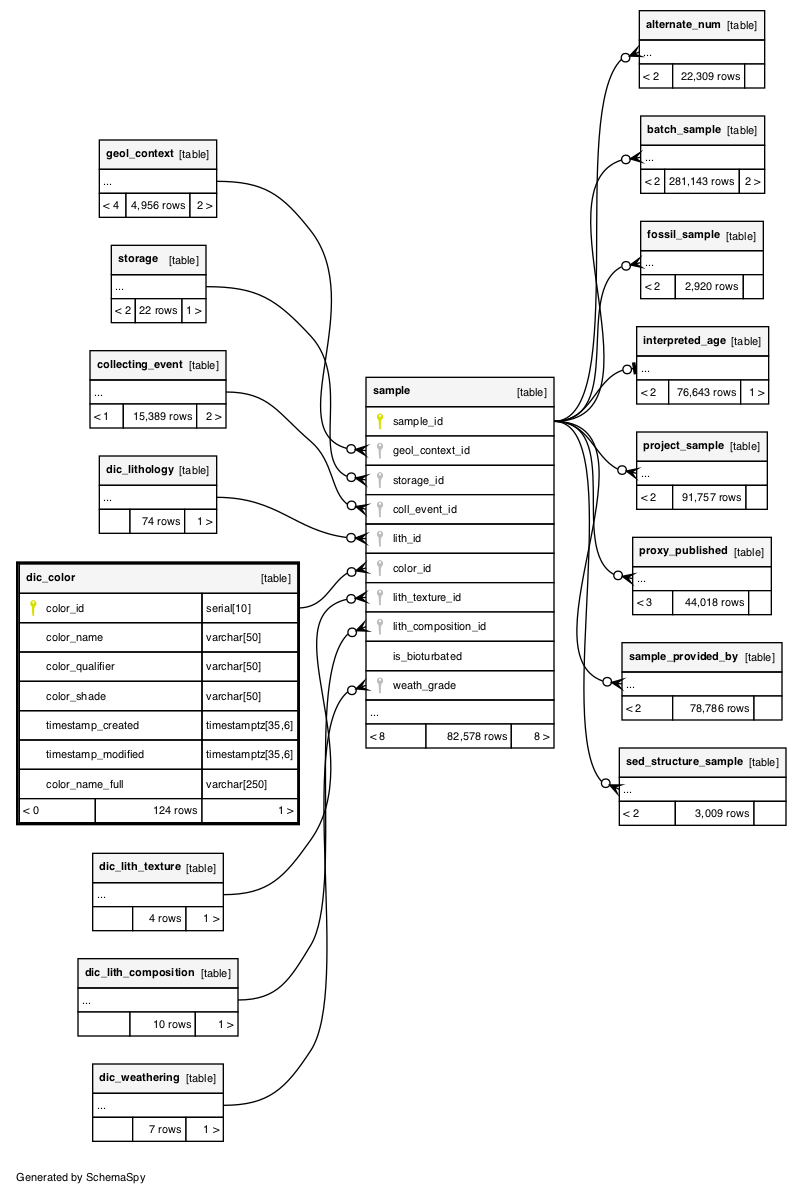 alternate_num [table]
...
< 2 22,309 rows
batch_sample [table]
...
< 2 281,143 rows 2 >
geol_context [table]
...
< 4 4,956 rows 2 >
fossil_sample [table]
...
< 2 2,920 rows
storage [table]
...
< 2 22 rows 1 >
interpreted_age [table]
...
< 2 76,643 rows 1 >
collecting_event [table]
...
< 1 15,389 rows 2 >
sample [table]
sample_id
geol_context_id
storage_id
coll_event_id
lith_id
color_id
lith_texture_id
lith_composition_id
is_bioturbated
weath_grade
...
< 8 82,578 rows 8 >
project_sample [table]
...
< 2 91,757 rows
dic_lithology [table]
...
74 rows 1 >
proxy_published [table]
...
< 3 44,018 rows
dic_color [table]
color_id serial[10]
color_name varchar[50]
color_qualifier varchar[50]
color_shade varchar[50]
timestamp_created timestamptz[35,6]
timestamp_modified timestamptz[35,6]
color_name_full varchar[250]
< 0 124 rows 1 >
sample_provided_by [table]
...
< 2 78,786 rows
sed_structure_sample [table]
...
< 2 3,009 rows
dic_lith_texture [table]
...
4 rows 1 >
dic_lith_composition [table]
...
10 rows 1 >
dic_weathering [table]
...
7 rows 1 >
Generated by SchemaSpy